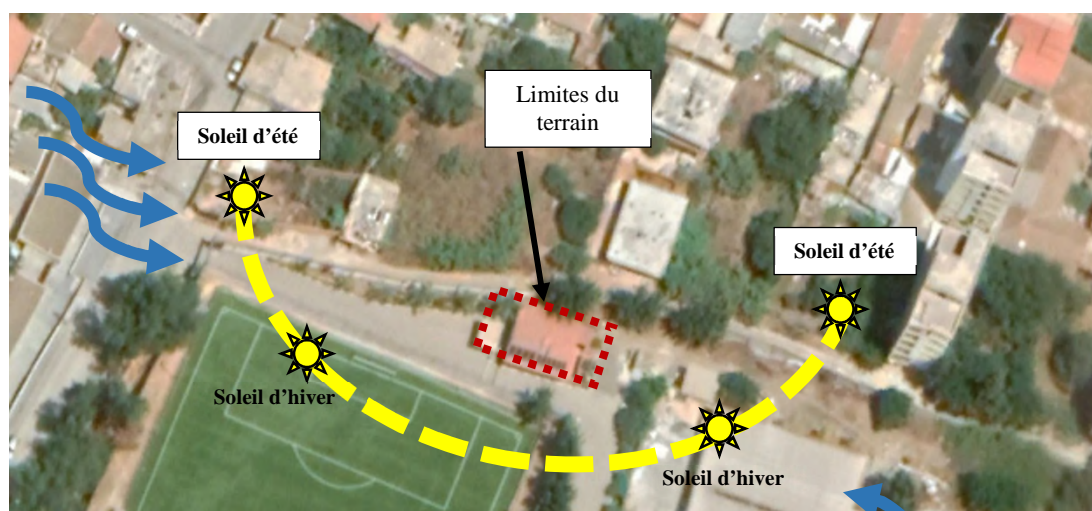 Limites du
terrain
Soleil d’été
Soleil d’été
Soleil d’hiver
Soleil d’hiver